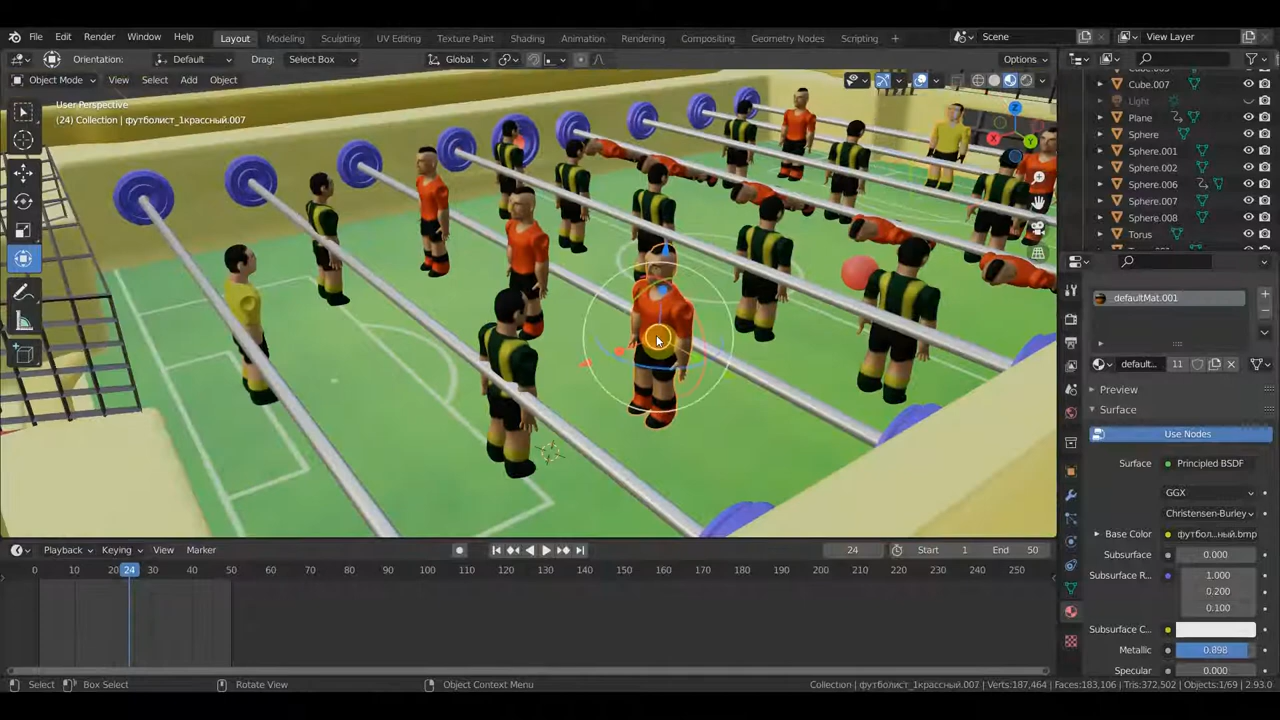 File Edit Render Window Help Layout Modeling Sculpting UV Editing Texture Paint Shading Animation Rendering Compositing Geometry Nodes Scripting + Scene View Layer
Orientation: Default Drag: Select Box Global Options
Object Mode View Select Add Object
User Perspective
(24) Collection | футболист_1крассный.007
Cube.007
Light
Plane
Sphere
Sphere.001
Sphere.002
Sphere.006
Sphere.007
Sphere.008
Torus
defaultMat.001
default... 11
Preview
Surface
Use Nodes
Surface Principled BSDF
GGX
Christensen-Burley
Base Color футбол...ный.bmp
Subsurface 0.000
Subsurface R... 1.000
0.200
0.100
Subsurface C...
Metallic 0.898
Specular 0.000
Playback Keying View Marker 24 Start 1 End 50
0 10 20 24 30 40 50 60 70 80 90 100 110 120 130 140 150 160 170 180 190 200 210 220 230 240 250
Select Box Select Rotate View Object Context Menu Collection | футболист_1крассный.007 | Verts:187,464 | Faces:183,106 | Tris:372,502 | Objects:1/69 | 2.93.0